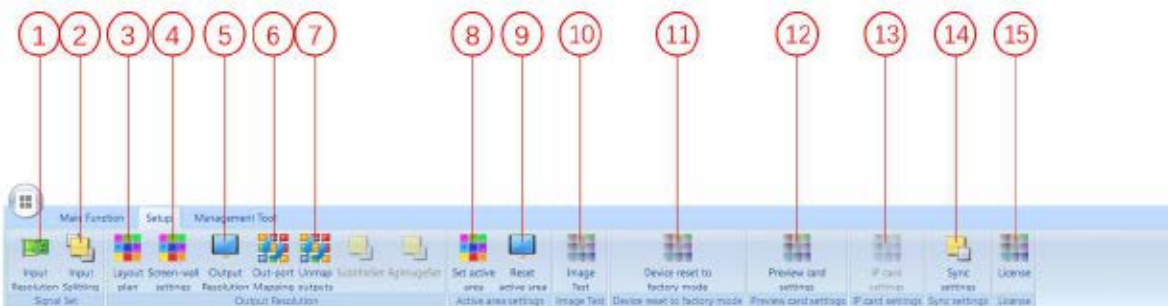 1 2 3 4 5 6 7 8 9 10 11 12 13 14 15
Main Function Setup Management Tool
Input Input Layout Screen-wall Output Out-port Unmap SubtitleSet BgImageSet Set active Reset Image Device reset to Preview card IP card Sync License
Resolution Splitting plan settings Resolution Mapping outputs area active area Test factory mode settings settings settings
Signal Set Output Resolution Active area settings Image Test Device reset to factory mode Preview card settings IP card settings Sync settings License